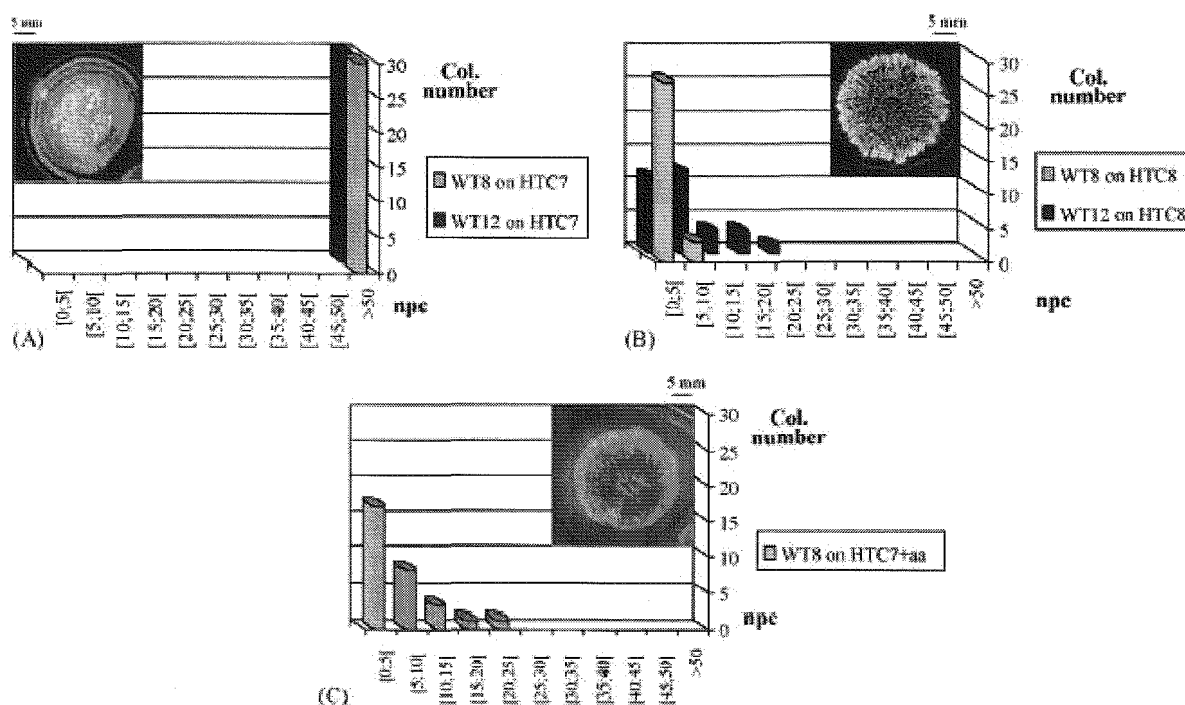 5 mm
30
25
20
15
10
5
0
Col.
number
WT8 on HTC7
WT12 on HTC7
npc
[0;5[
[5;10[
[10;15[
[15;20[
[20;25[
[25;30[
[30;35[
[35;40[
[40;45[
[45;50[
>50
(A)
5 mm
30
25
20
15
10
5
0
Col.
number
WT8 on HTC8
WT12 on HTC8
npc
[0;5[
[5;10[
[10;15[
[15;20[
[20;25[
[25;30[
[30;35[
[35;40[
[40;45[
[45;50[
>50
(B)
5 mm
30
25
20
15
10
5
0
Col.
number
WT8 on HTC7+aa
npc
[0;5[
[5;10[
[10;15[
[15;20[
[20;25[
[25;30[
[30;35[
[35;40[
[40;45[
[45;50[
>50
(C)